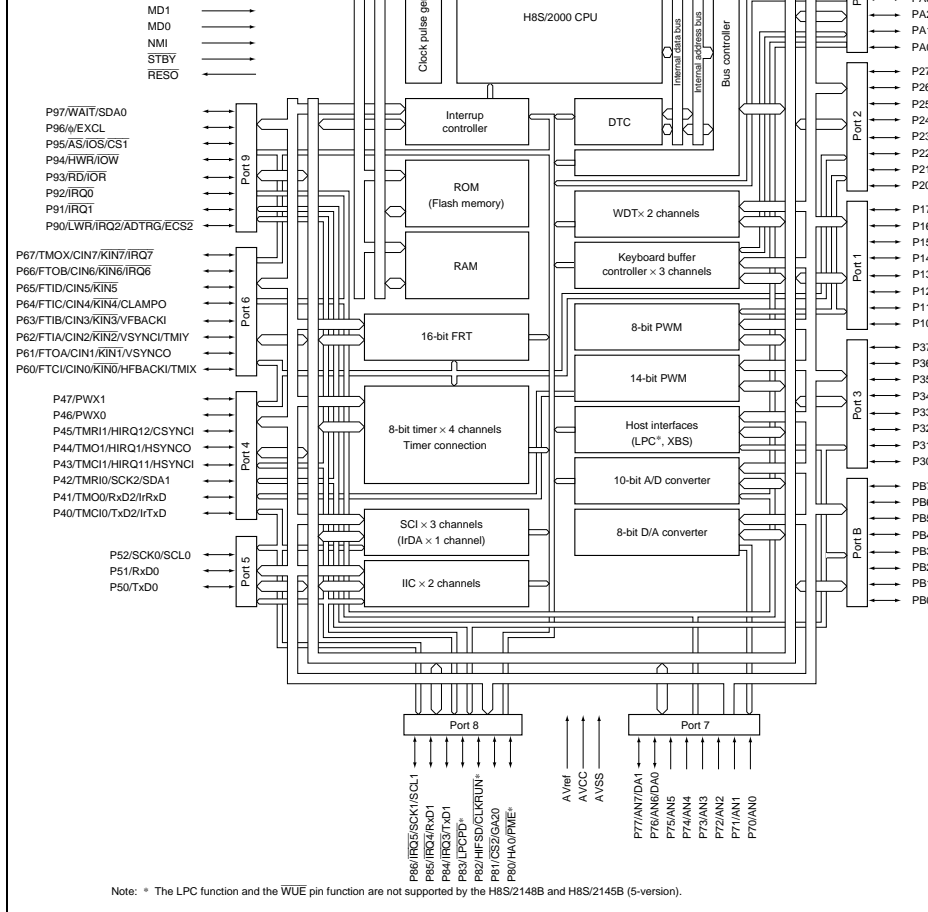 MD1
MD0
NMI
STBY
RESO
Clock pulse ge
H8S/2000 CPU
Internal data bus
Internal address bus
Bus controller
Interrup
controller
DTC
ROM
(Flash memory)
RAM
WDT× 2 channels
Keyboard buffer
controller × 3 channels
16-bit FRT
8-bit PWM
14-bit PWM
8-bit timer × 4 channels
Timer connection
Host interfaces
(LPC*, XBS)
10-bit A/D converter
8-bit D/A converter
SCI × 3 channels
(IrDA × 1 channel)
IIC × 2 channels
P97/WAIT/SDA0
P96/ϕ/EXCL
P95/AS/IOS/CS1
P94/HWR/IOW
P93/RD/IOR
P92/IRQ0
P91/IRQ1
P90/LWR/IRQ2/ADTRG/ECS2
Port 9
P67/TMOX/CIN7/KIN7/IRQ7
P66/FTOB/CIN6/KIN6/IRQ6
P65/FTID/CIN5/KIN5
P64/FTIC/CIN4/KIN4/CLAMPO
P63/FTIB/CIN3/KIN3/VFBACKI
P62/FTIA/CIN2/KIN2/VSYNCI/TMIY
P61/FTOA/CIN1/KIN1/VSYNCO
P60/FTCI/CIN0/KIN0/HFBACKI/TMIX
Port 6
P47/PWX1
P46/PWX0
P45/TMRI1/HIRQ12/CSYNCI
P44/TMO1/HIRQ1/HSYNCO
P43/TMCI1/HIRQ11/HSYNCI
P42/TMRI0/SCK2/SDA1
P41/TMO0/RxD2/IrRxD
P40/TMCI0/TxD2/IrTxD
Port 4
P52/SCK0/SCL0
P51/RxD0
P50/TxD0
Port 5
PA2
PA1
PA0
Port 2
P27
P26
P25
P24
P23
P22
P21
P20
Port 1
P17
P16
P15
P14
P13
P12
P11
P10
Port 3
P37
P36
P35
P34
P33
P32
P31
P30
Port B
PB7
PB6
PB5
PB4
PB3
PB2
PB1
PB0
Port 8
P86/IRQ5/SCK1/SCL1
P85/IRQ4/RxD1
P84/IRQ3/TxD1
P83/LPCPD*
P82/HIFSD/CLKRUN*
P81/CS2/GA20
P80/HA0/PME*
AVref
AVCC
AVSS
Port 7
P77/AN7/DA1
P76/AN6/DA0
P75/AN5
P74/AN4
P73/AN3
P72/AN2
P71/AN1
P70/AN0
Note: * The LPC function and the WUE pin function are not supported by the H8S/2148B and H8S/2145B (5-version).